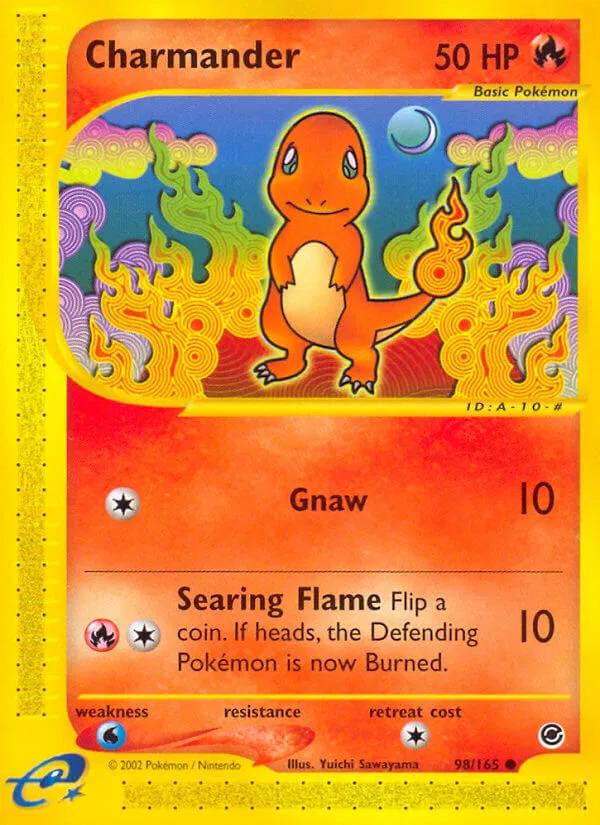 Charmander 50 HP
Basic Pokémon
ID:A-10-#
Gnaw 10
Searing Flame Flip a
coin. If heads, the Defending 10
Pokémon is now Burned.
weakness resistance retreat cost
© 2002 Pokémon / Nintendo Illus. Yuichi Sawayama 98/165
e